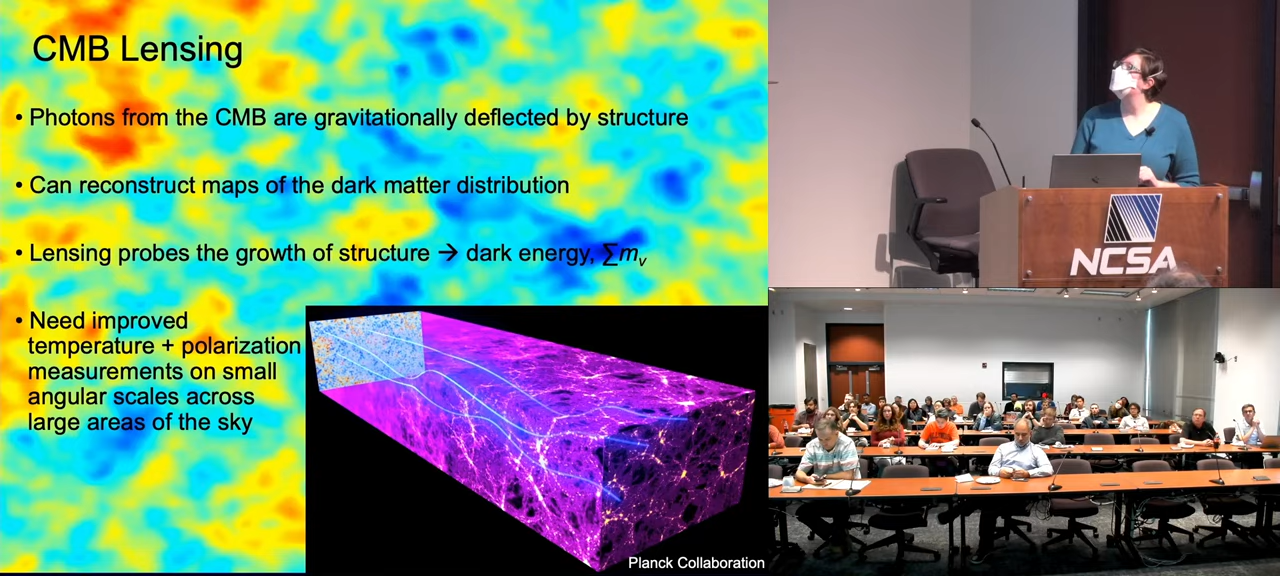 CMB Lensing
• Photons from the CMB are gravitationally deflected by structure
• Can reconstruct maps of the dark matter distribution
• Lensing probes the growth of structure → dark energy, ∑mᵥ
• Need improved
temperature + polarization
measurements on small
angular scales across
large areas of the sky
Planck Collaboration
NCSA